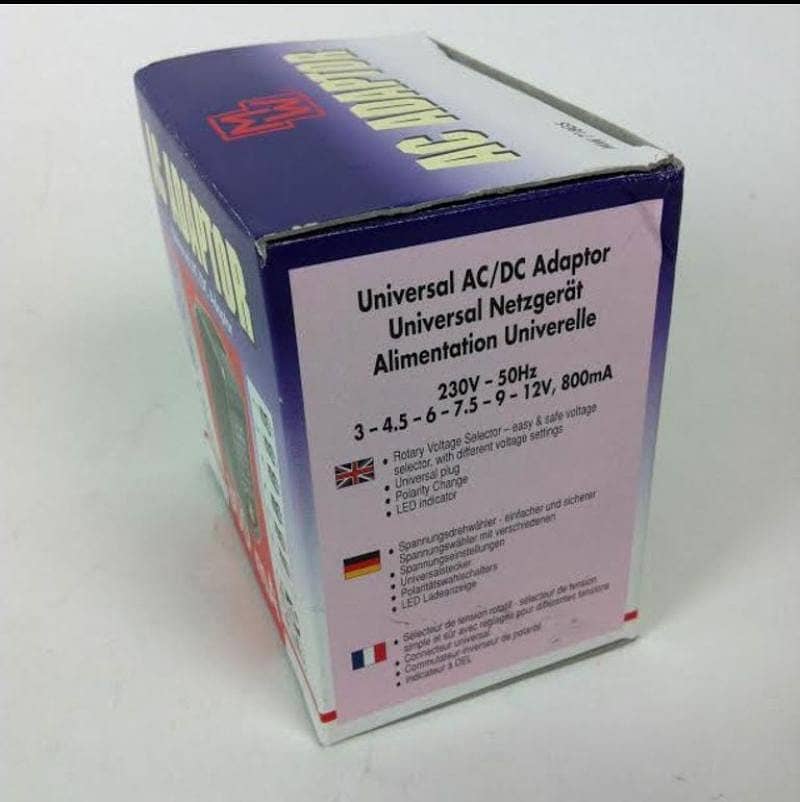 AC ADAPTOR
MW
AC ADAPTOR
Universal AC/DC Adaptor
Universal Netzgerät
Alimentation Univerelle
230V – 50Hz
3 – 4.5 – 6 – 7.5 – 9 – 12V, 800mA
• Rotary Voltage Selector – easy & safe voltage
selector, with different voltage settings
• Universal plug
• Polarity Change
• LED indicator
• Spannungsdrehwähler - einfacher und sicherer
Spannungswähler mit verschiedenen
Spannungseinstellungen
• Universalstecker
• Polaritätswahlschalters
• LED Ladeanzeige
• Sélecteur de tension rotatif - sélecteur de tension
simple et sûr avec réglages pour différentes tensions
• Connecteur universal
• Commutateur inverseur de polarité
• Indicateur à DEL